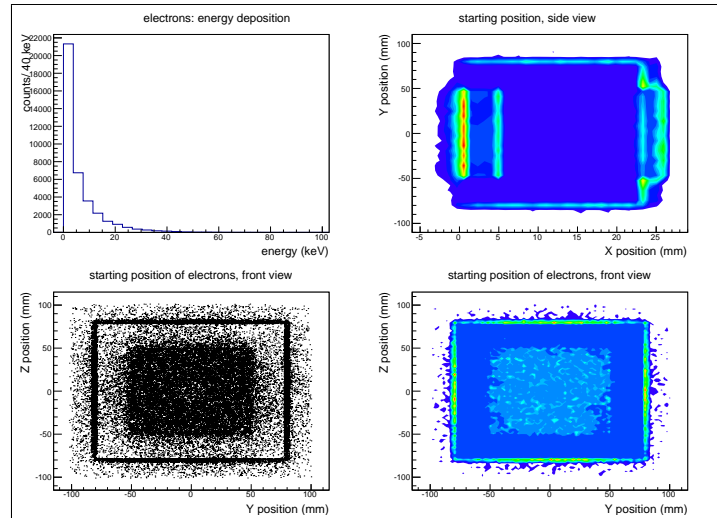 electrons: energy deposition
counts/ 40 keV
22000
20000
18000
16000
14000
12000
10000
8000
6000
4000
2000
0
0 20 40 60 80 100
energy (keV)
starting position, side view
Y position (mm)
100
50
0
-50
-100
-5 0 5 10 15 20 25
X position (mm)
starting position of electrons, front view
Z position (mm)
100
50
0
-50
-100
-100 -50 0 50 100
Y position (mm)
starting position of electrons, front view
Z position (mm)
100
50
0
-50
-100
-100 -50 0 50 100
Y position (mm)